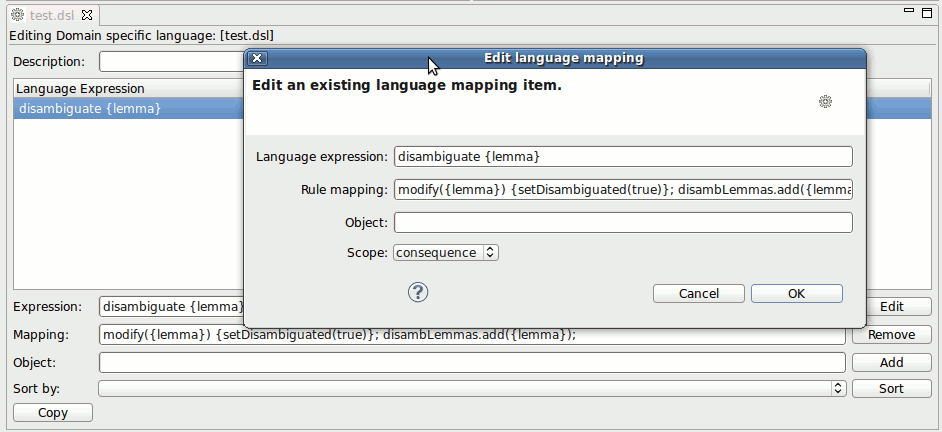 test.dsl
Editing Domain specific language: [test.dsl]
Description:
Language Expression
disambiguate {lemma}
Edit language mapping
Edit an existing language mapping item.
Language expression: disambiguate {lemma}
Rule mapping: modify({lemma}) {setDisambiguated(true)}; disambLemmas.add({lemma
Object:
Scope: consequence
?
Cancel OK
Expression: disambiguate {lemma} Edit
Mapping: modify({lemma}) {setDisambiguated(true)}; disambLemmas.add({lemma}); Remove
Object: Add
Sort by: Sort
Copy